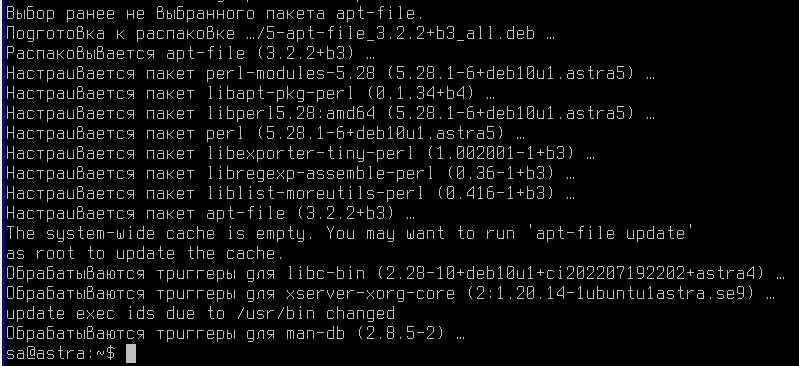 Выбор ранее не выбранного пакета apt-file.
Подготовка к распаковке …/5-apt-file_3.2.2+b3_all.deb …
Распаковывается apt-file (3.2.2+b3) …
Настраивается пакет perl-modules-5.28 (5.28.1-6+deb10u1.astra5) …
Настраивается пакет libapt-pkg-perl (0.1.34+b4) …
Настраивается пакет libperl5.28:amd64 (5.28.1-6+deb10u1.astra5) …
Настраивается пакет perl (5.28.1-6+deb10u1.astra5) …
Настраивается пакет libexporter-tiny-perl (1.002001-1+b3) …
Настраивается пакет libregexp-assemble-perl (0.36-1+b3) …
Настраивается пакет liblist-moreutils-perl (0.416-1+b3) …
Настраивается пакет apt-file (3.2.2+b3) …
The system-wide cache is empty. You may want to run 'apt-file update'
as root to update the cache.
Обрабатываются триггеры для libc-bin (2.28-10+deb10u1+ci202207192202+astra4) …
Обрабатываются триггеры для xserver-xorg-core (2:1.20.14-1ubuntu1astra.se9) …
update exec ids due to /usr/bin changed
Обрабатываются триггеры для man-db (2.8.5-2) …
sa@astra:~$